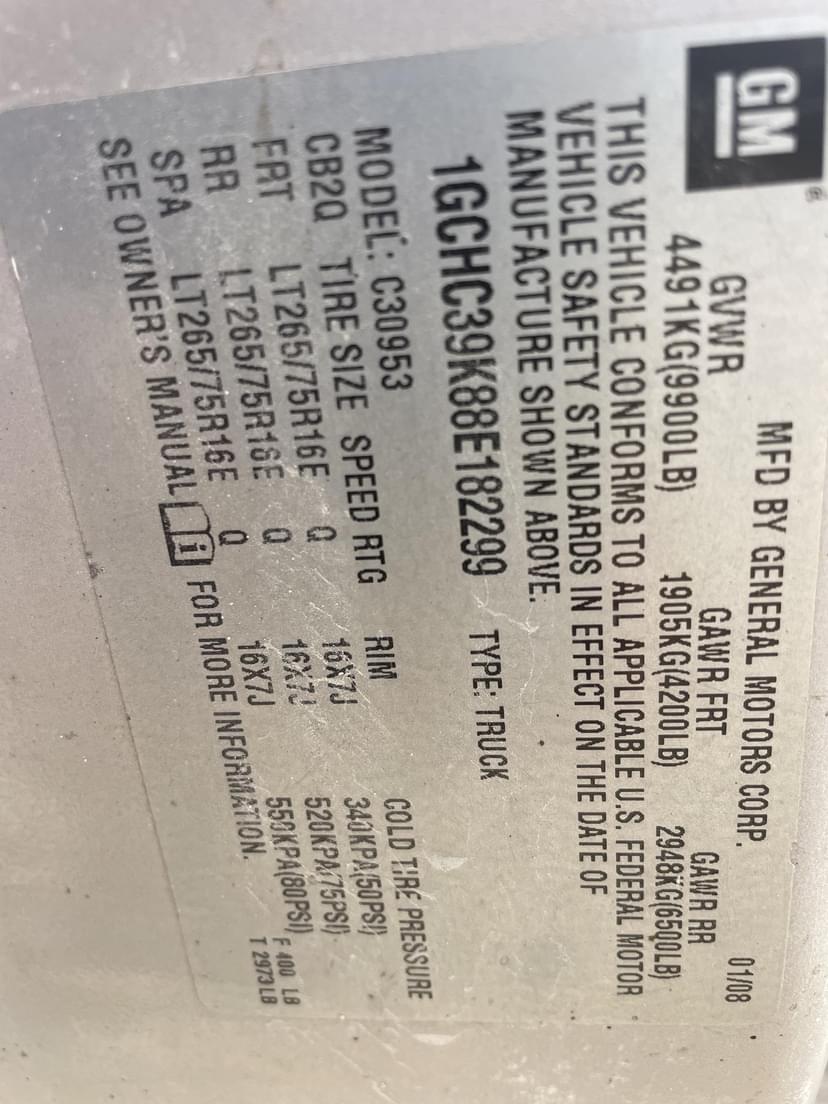 GM ®
MFD BY GENERAL MOTORS CORP. 01/08
GVWR GAWR FRT GAWR RR
4491KG(9900LB) 1905KG(4200LB) 2948KG(6500LB)
THIS VEHICLE CONFORMS TO ALL APPLICABLE U.S. FEDERAL MOTOR
VEHICLE SAFETY STANDARDS IN EFFECT ON THE DATE OF
MANUFACTURE SHOWN ABOVE.
1GCHC39K88E182299 TYPE: TRUCK
MODEL: C30953
CB2Q TIRE SIZE SPEED RTG RIM COLD TIRE PRESSURE
FRT LT265/75R16E Q 16X7J 340KPA(50PSI)
RR LT265/75R16E Q 16X7J 520KPA(75PSI)
SPA LT265/75R16E Q 16X7J 550KPA(80PSI)
SEE OWNER'S MANUAL i FOR MORE INFORMATION.
F 400 LB
T 2973 LB